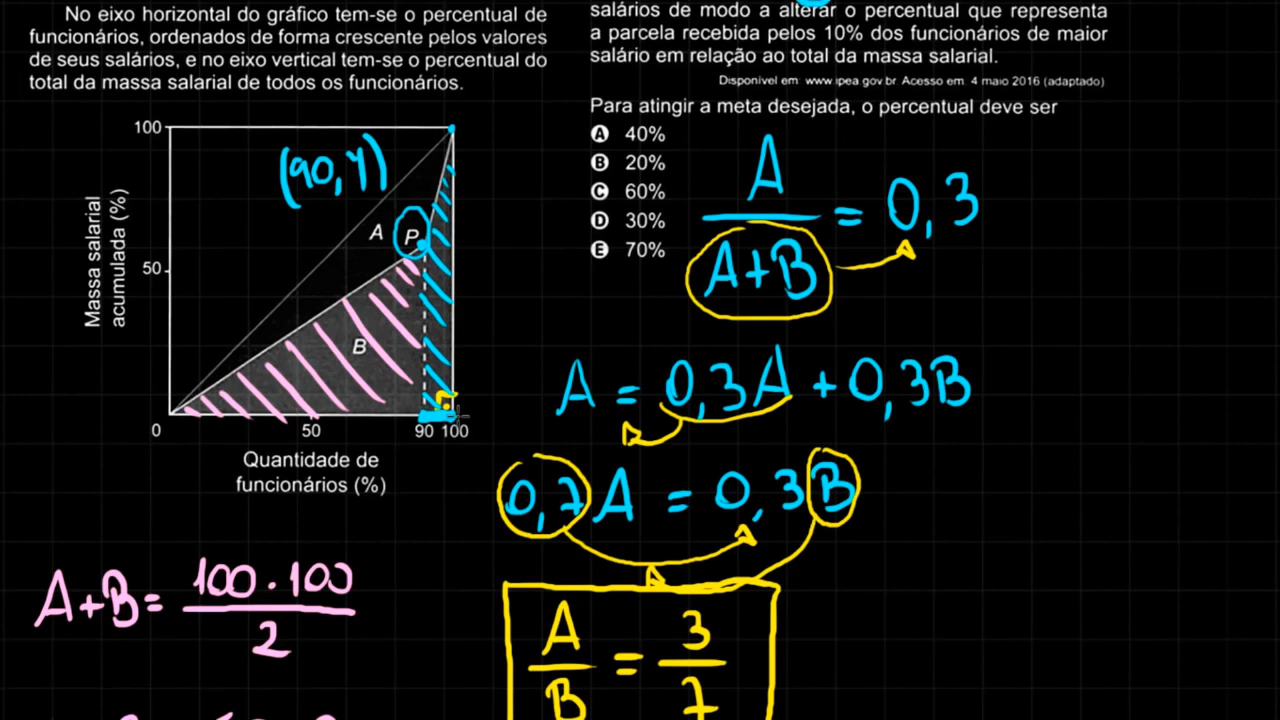 No eixo horizontal do gráfico tem-se o percentual de
funcionários, ordenados de forma crescente pelos valores
de seus salários, e no eixo vertical tem-se o percentual do
total da massa salarial de todos os funcionários.
100
(90, y)
A
P
50
B
Massa salarial
acumulada (%)
0
50
90
100
Quantidade de
funcionários (%)
A+B = 100 . 100
2
salários de modo a alterar o percentual que representa
a parcela recebida pelos 10% dos funcionários de maior
salário em relação ao total da massa salarial.
Disponível em: www.ipea.gov.br Acesso em: 4 maio 2016 (adaptado)
Para atingir a meta desejada, o percentual deve ser
A 40%
B 20%
C 60%
D 30%
E 70%
A
= 0,3
A+B
A = 0,3A + 0,3B
0,7A = 0,3B
A = 3
B 7